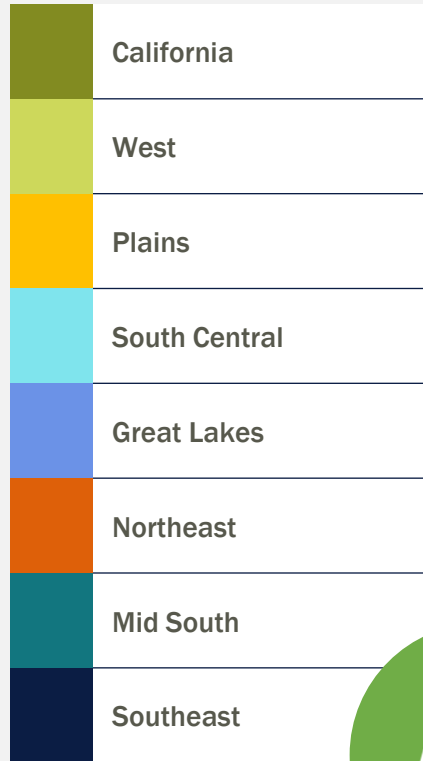 California
West
Plains
South Central
Great Lakes
Northeast
Mid South
Southeast